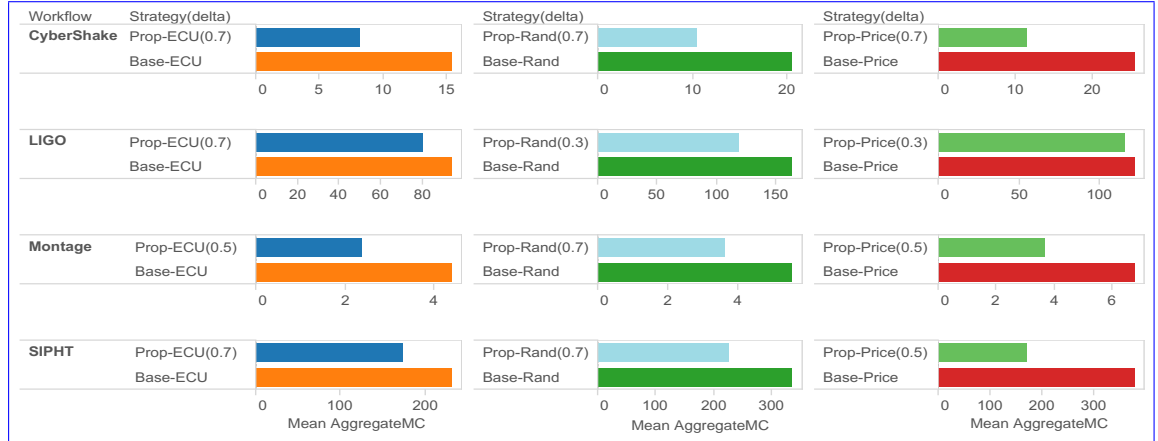 Workflow Strategy(delta) Strategy(delta) Strategy(delta)
CyberShake Prop-ECU(0.7) Prop-Rand(0.7) Prop-Price(0.7)
Base-ECU Base-Rand Base-Price
0 5 10 15 0 10 20 0 10 20
LIGO Prop-ECU(0.7) Prop-Rand(0.3) Prop-Price(0.3)
Base-ECU Base-Rand Base-Price
0 20 40 60 80 0 50 100 150 0 50 100
Montage Prop-ECU(0.5) Prop-Rand(0.7) Prop-Price(0.5)
Base-ECU Base-Rand Base-Price
0 2 4 0 2 4 0 2 4 6
SIPHT Prop-ECU(0.7) Prop-Rand(0.7) Prop-Price(0.5)
Base-ECU Base-Rand Base-Price
0 100 200 0 100 200 300 0 100 200 300
Mean AggregateMC Mean AggregateMC Mean AggregateMC